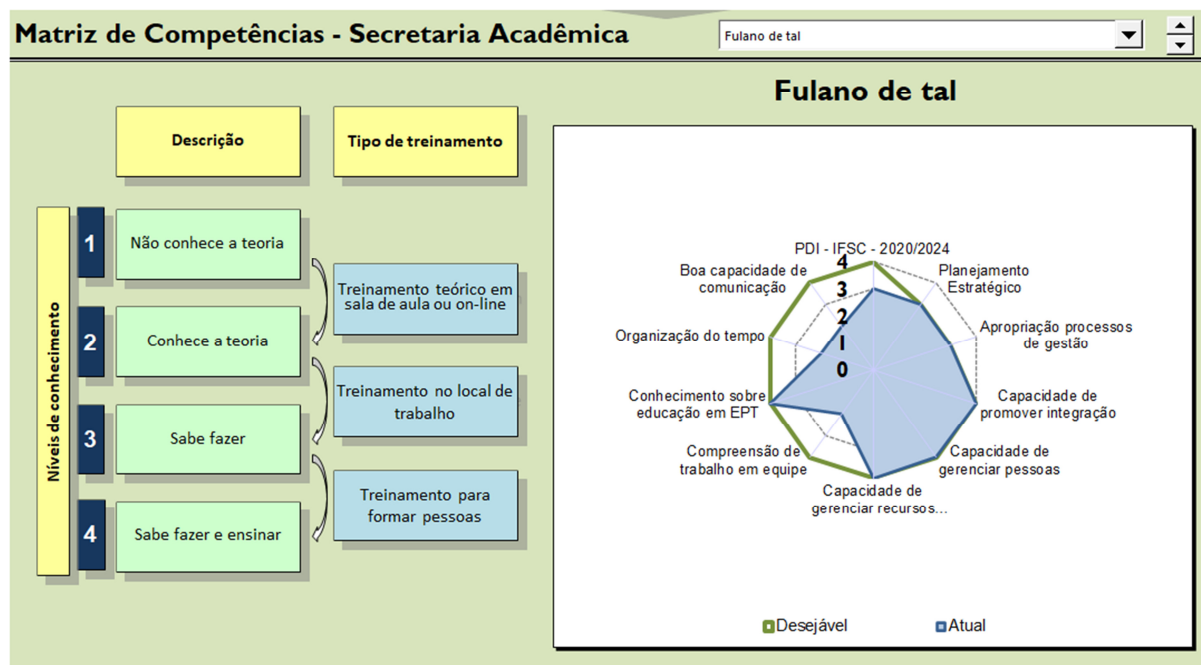 Matriz de Competências - Secretaria Acadêmica
Fulano de tal
Descrição
Tipo de treinamento
Níveis de conhecimento
1
Não conhece a teoria
Treinamento teórico em
sala de aula ou on-line
2
Conhece a teoria
Treinamento no local de
trabalho
3
Sabe fazer
Treinamento para
formar pessoas
4
Sabe fazer e ensinar
Fulano de tal
PDI - IFSC - 2020/2024
Planejamento
Estratégico
Apropriação processos
de gestão
Capacidade de
promover integração
Capacidade de
gerenciar pessoas
Capacidade de
gerenciar recursos...
Compreensão de
trabalho em equipe
Conhecimento sobre
educação em EPT
Organização do tempo
Boa capacidade de
comunicação
4
3
2
1
0
Desejável
Atual